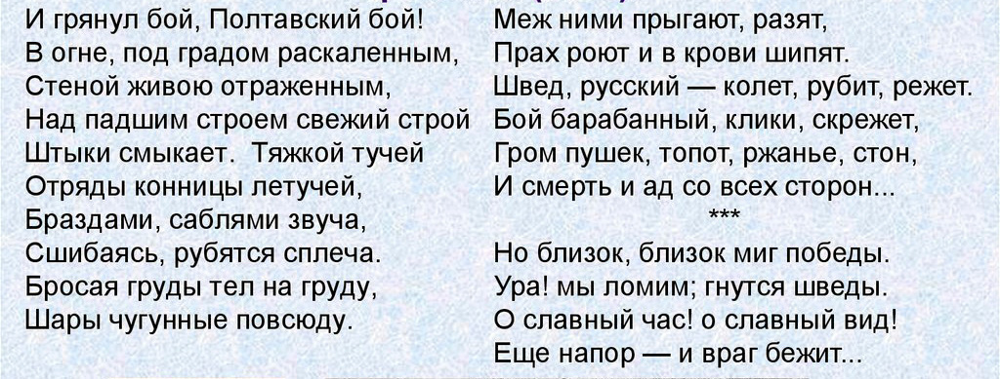 И грянул бой, Полтавский бой!
В огне, под градом раскаленным,
Стеной живою отраженным,
Над падшим строем свежий строй
Штыки смыкает.  Тяжкой тучей
Отряды конницы летучей,
Браздами, саблями звуча,
Сшибаясь, рубятся сплеча.
Бросая груды тел на груду,
Шары чугунные повсюду.
Меж ними прыгают, разят,
Прах роют и в крови шипят.
Швед, русский — колет, рубит, режет.
Бой барабанный, клики, скрежет,
Гром пушек, топот, ржанье, стон,
И смерть и ад со всех сторон...
***
Но близок, близок миг победы.
Ура! мы ломим; гнутся шведы.
О славный час! о славный вид!
Еще напор — и враг бежит...